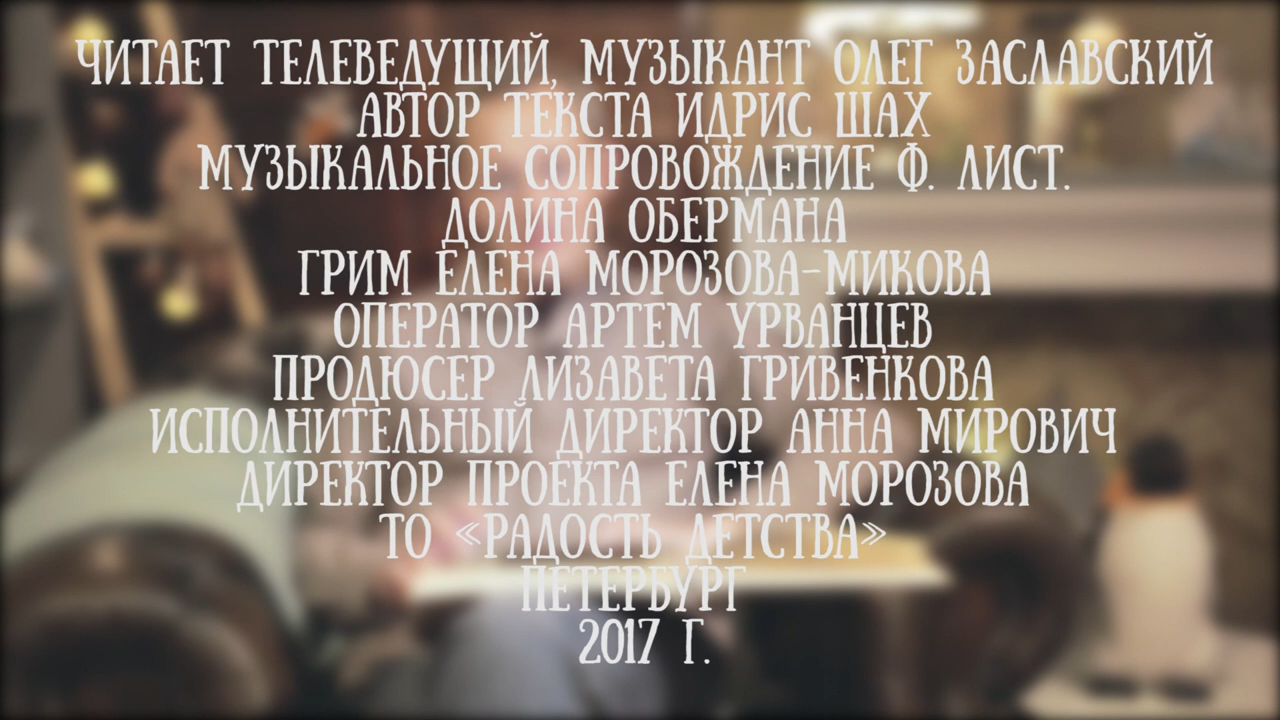 ЧИТАЕТ ТЕЛЕВЕДУЩИЙ, МУЗЫКАНТ ОЛЕГ ЗАСЛАВСКИЙ
АВТОР ТЕКСТА ИДРИС ШАХ
МУЗЫКАЛЬНОЕ СОПРОВОЖДЕНИЕ Ф. ЛИСТ.
ДОЛИНА ОБЕРМАНА
ГРИМ ЕЛЕНА МОРОЗОВА-МИКОВА
ОПЕРАТОР АРТЕМ УРВАНЦЕВ
ПРОДЮСЕР ЛИЗАВЕТА ГРИВЕНКОВА
ИСПОЛНИТЕЛЬНЫЙ ДИРЕКТОР АННА МИРОВИЧ
ДИРЕКТОР ПРОЕКТА ЕЛЕНА МОРОЗОВА
ТО «РАДОСТЬ ДЕТСТВА»
ПЕТЕРБУРГ
2017 Г.